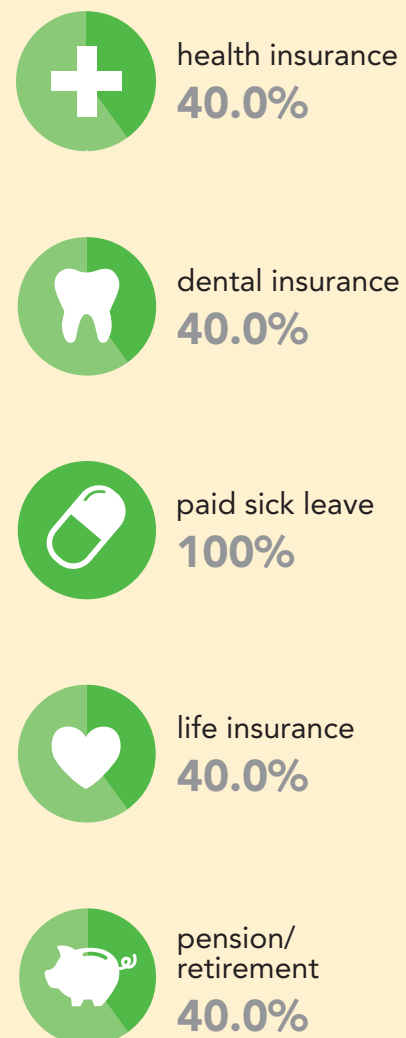 health insurance
40.0%
dental insurance
40.0%
paid sick leave
100%
life insurance
40.0%
pension/
retirement
40.0%